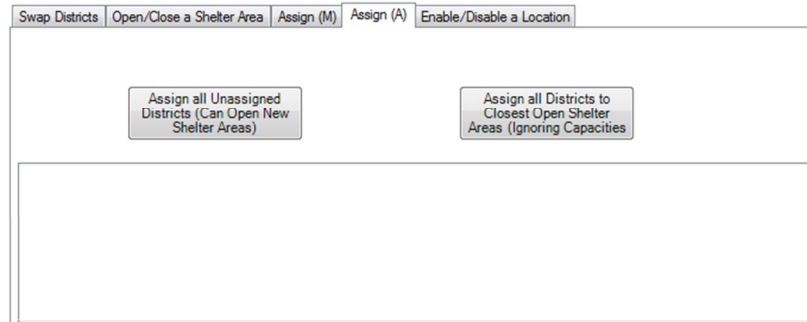 Swap Districts Open/Close a Shelter Area Assign (M) Assign (A) Enable/Disable a Location
Assign all Unassigned
Districts (Can Open New
Shelter Areas)
Assign all Districts to
Closest Open Shelter
Areas (Ignoring Capacities